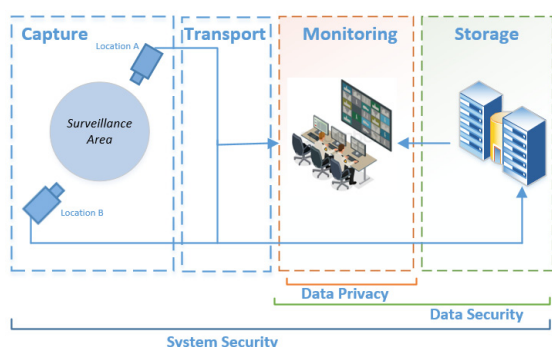 Capture
Transport
Monitoring
Storage
Location A
Surveillance
Area
Location B
Data Privacy
Data Security
System Security